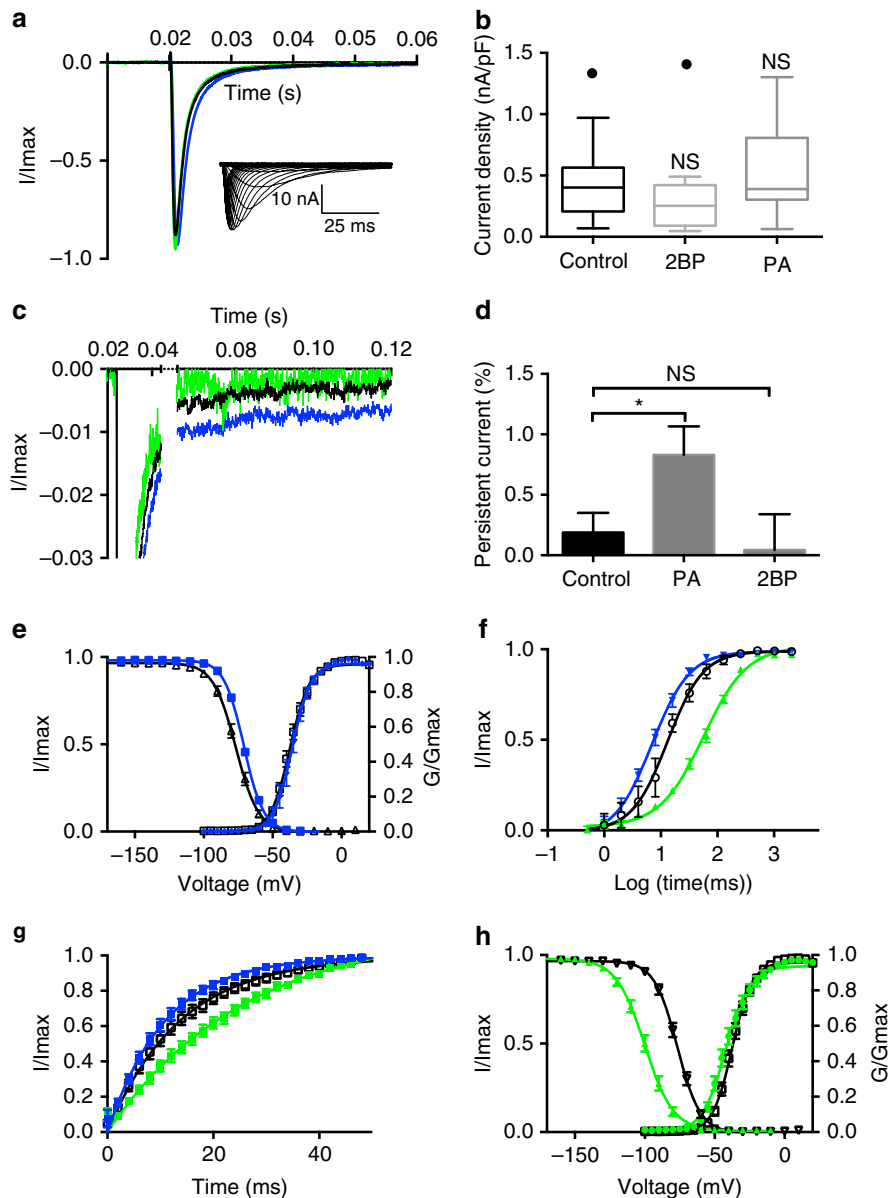 a
0.02 0.03 0.04 0.05 0.06
0.0
Time (s)
I/Imax
−0.5
10 nA
25 ms
−1.0
b
Current density (nA/pF)
1.5
1.0
0.5
0.0
NS
NS
Control 2BP PA
c
Time (s)
0.02 0.04 0.08 0.10 0.12
0.00
I/Imax
−0.01
−0.02
−0.03
d
Persistent current (%)
1.5
1.0
0.5
0.0
NS
*
Control PA 2BP
e
I/Imax
1.0
0.5
0.0
1.0
0.8
0.6
0.4
0.2
0.0
G/Gmax
−150 −100 −50 0
Voltage (mV)
f
I/Imax
1.0
0.5
0.0
−1 0 1 2 3
Log (time(ms))
g
I/Imax
1.0
0.8
0.6
0.4
0.2
0.0
0 20 40
Time (ms)
h
I/Imax
1.0
0.5
0.0
1.0
0.8
0.6
0.4
0.2
0.0
G/Gmax
−150 −100 −50 0
Voltage (mV)